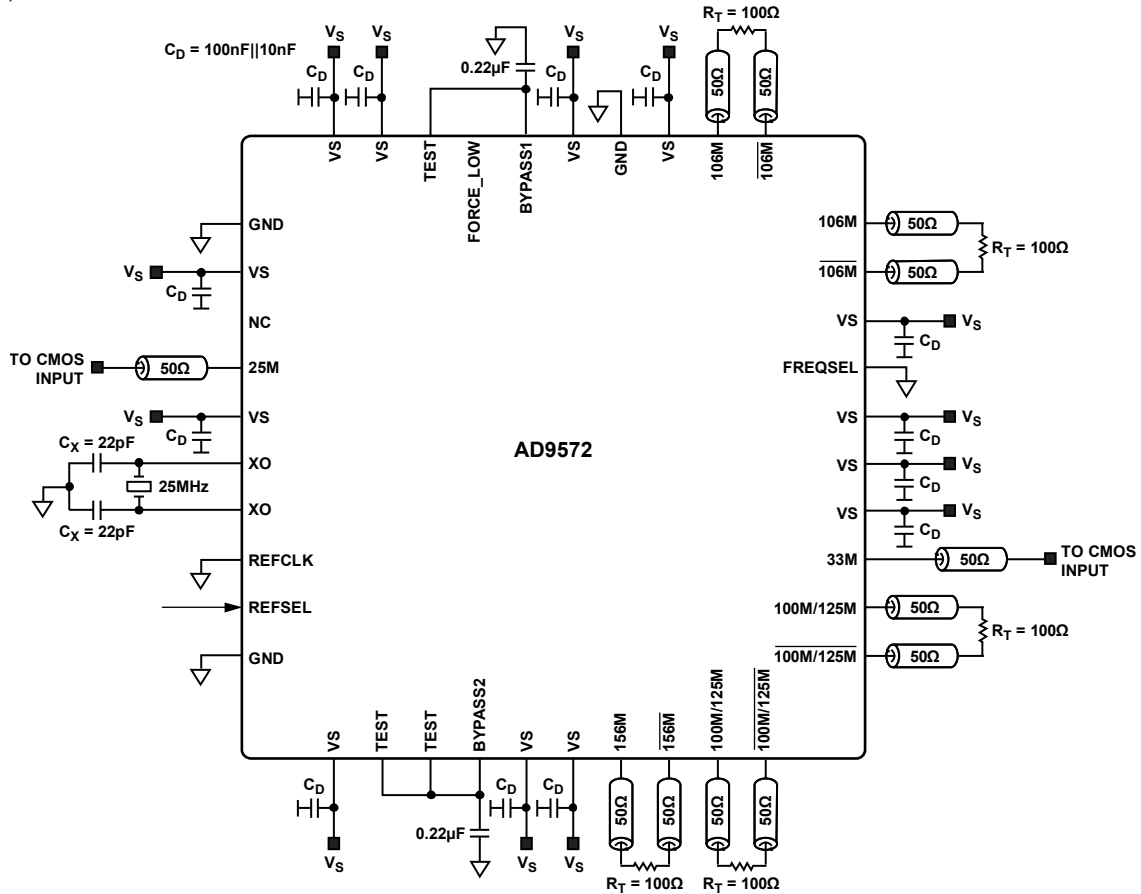 C_D = 100nF||10nF
V_S
V_S
V_S
V_S
R_T = 100Ω
0.22µF
C_D
C_D
C_D
C_D
50Ω
50Ω
VS
VS
TEST
FORCE_LOW
BYPASS1
VS
GND
VS
106M
106M
GND
V_S
VS
C_D
NC
TO CMOS
INPUT
50Ω
25M
V_S
VS
C_D
C_X = 22pF
XO
25MHz
XO
C_X = 22pF
REFCLK
REFSEL
GND
AD9572
106M
50Ω
R_T = 100Ω
106M
50Ω
VS
V_S
C_D
FREQSEL
VS
V_S
C_D
VS
V_S
C_D
VS
V_S
C_D
33M
50Ω
TO CMOS
INPUT
100M/125M
50Ω
R_T = 100Ω
100M/125M
50Ω
VS
TEST
TEST
BYPASS2
VS
VS
156M
156M
100M/125M
100M/125M
C_D
C_D
C_D
50Ω
50Ω
50Ω
50Ω
0.22µF
V_S
V_S
V_S
R_T = 100Ω
R_T = 100Ω